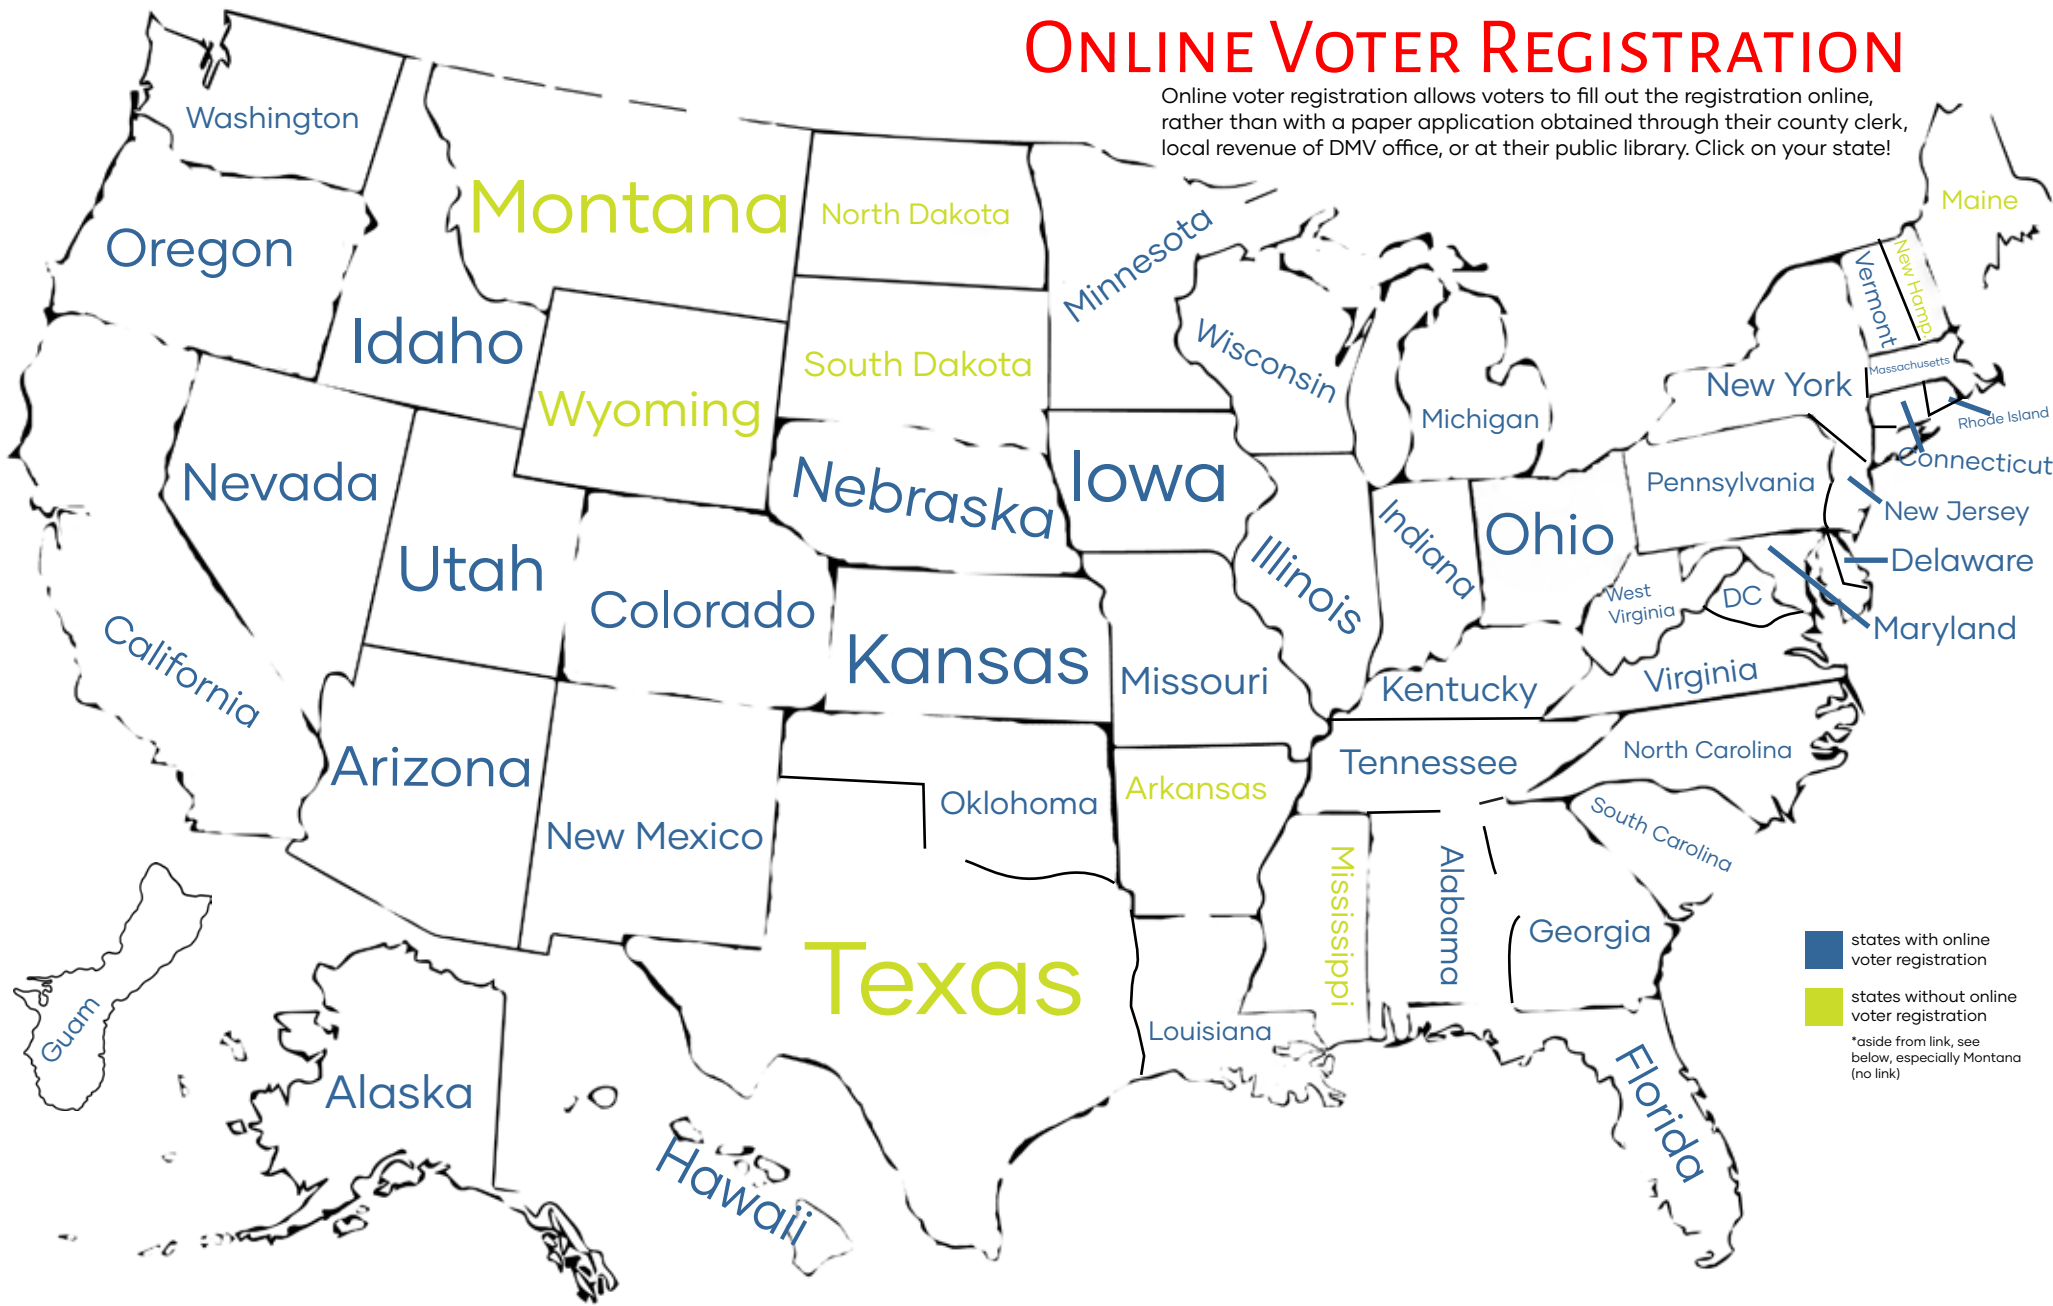 ONLINE VOTER REGISTRATION
Online voter registration allows voters to fill out the registration online,
rather than with a paper application obtained through their county clerk,
local revenue of DMV office, or at their public library. Click on your state!
Washington
Montana
North Dakota
Minnesota
Maine
Oregon
Idaho
Wyoming
South Dakota
Wisconsin
Michigan
New York
Vermont
New Hamp.
Massachusetts
Rhode Island
Connecticut
Nevada
Utah
Colorado
Nebraska
Iowa
Illinois
Indiana
Ohio
Pennsylvania
New Jersey
Delaware
Maryland
West
Virginia
DC
Virginia
California
Arizona
New Mexico
Kansas
Missouri
Kentucky
Tennessee
North Carolina
South Carolina
Oklohoma
Arkansas
Mississippi
Alabama
Georgia
Texas
Louisiana
Florida
Guam
Alaska
Hawaii
states with online
voter registration
states without online
voter registration
*aside from link, see
below, especially Montana
(no link)